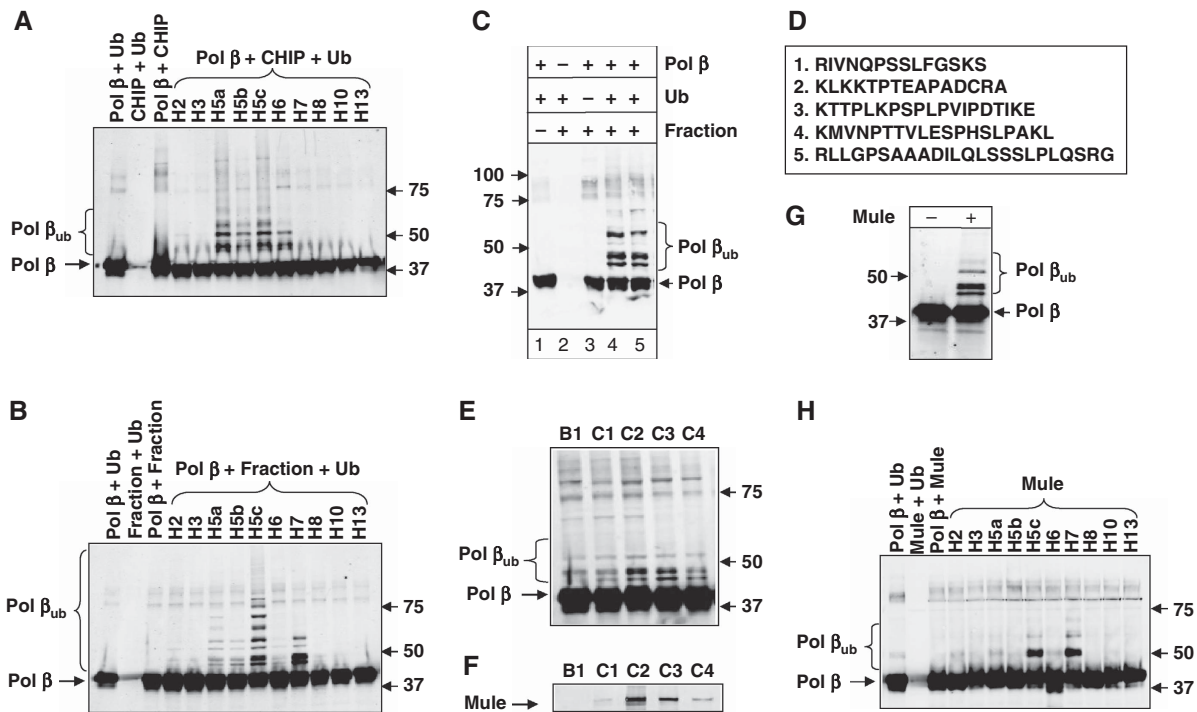 A
Pol β + Ub
CHIP + Ub
Pol β + CHIP
Pol β + CHIP + Ub
H2 H3 H5a H5b H5c H6 H7 H8 H10 H13
75
Pol βub
50
Pol β
37
B
Pol β + Ub
Fraction + Ub
Pol β + Fraction
Pol β + Fraction + Ub
H2 H3 H5a H5b H5c H6 H7 H8 H10 H13
Pol βub
75
50
Pol β
37
C
+ − + + + Pol β
+ + − + + Ub
− + + + + Fraction
100
75
50
Pol βub
Pol β
37
1 2 3 4 5
D
1. RIVNQPSSLFGSKS
2. KLKKTPTEAPADCRA
3. KTTPLKPSPLPVIPDTIKE
4. KMVNPTTVLESPHSLPAKL
5. RLLGPSAAADILQLSSSLPLQSRG
E
B1 C1 C2 C3 C4
75
Pol βub
50
Pol β
37
F
B1 C1 C2 C3 C4
Mule
G
Mule − +
50
Pol βub
Pol β
37
H
Pol β + Ub
Mule + Ub
Pol β + Mule
Mule
H2 H3 H5a H5b H5c H6 H7 H8 H10 H13
75
Pol βub
50
Pol β
37